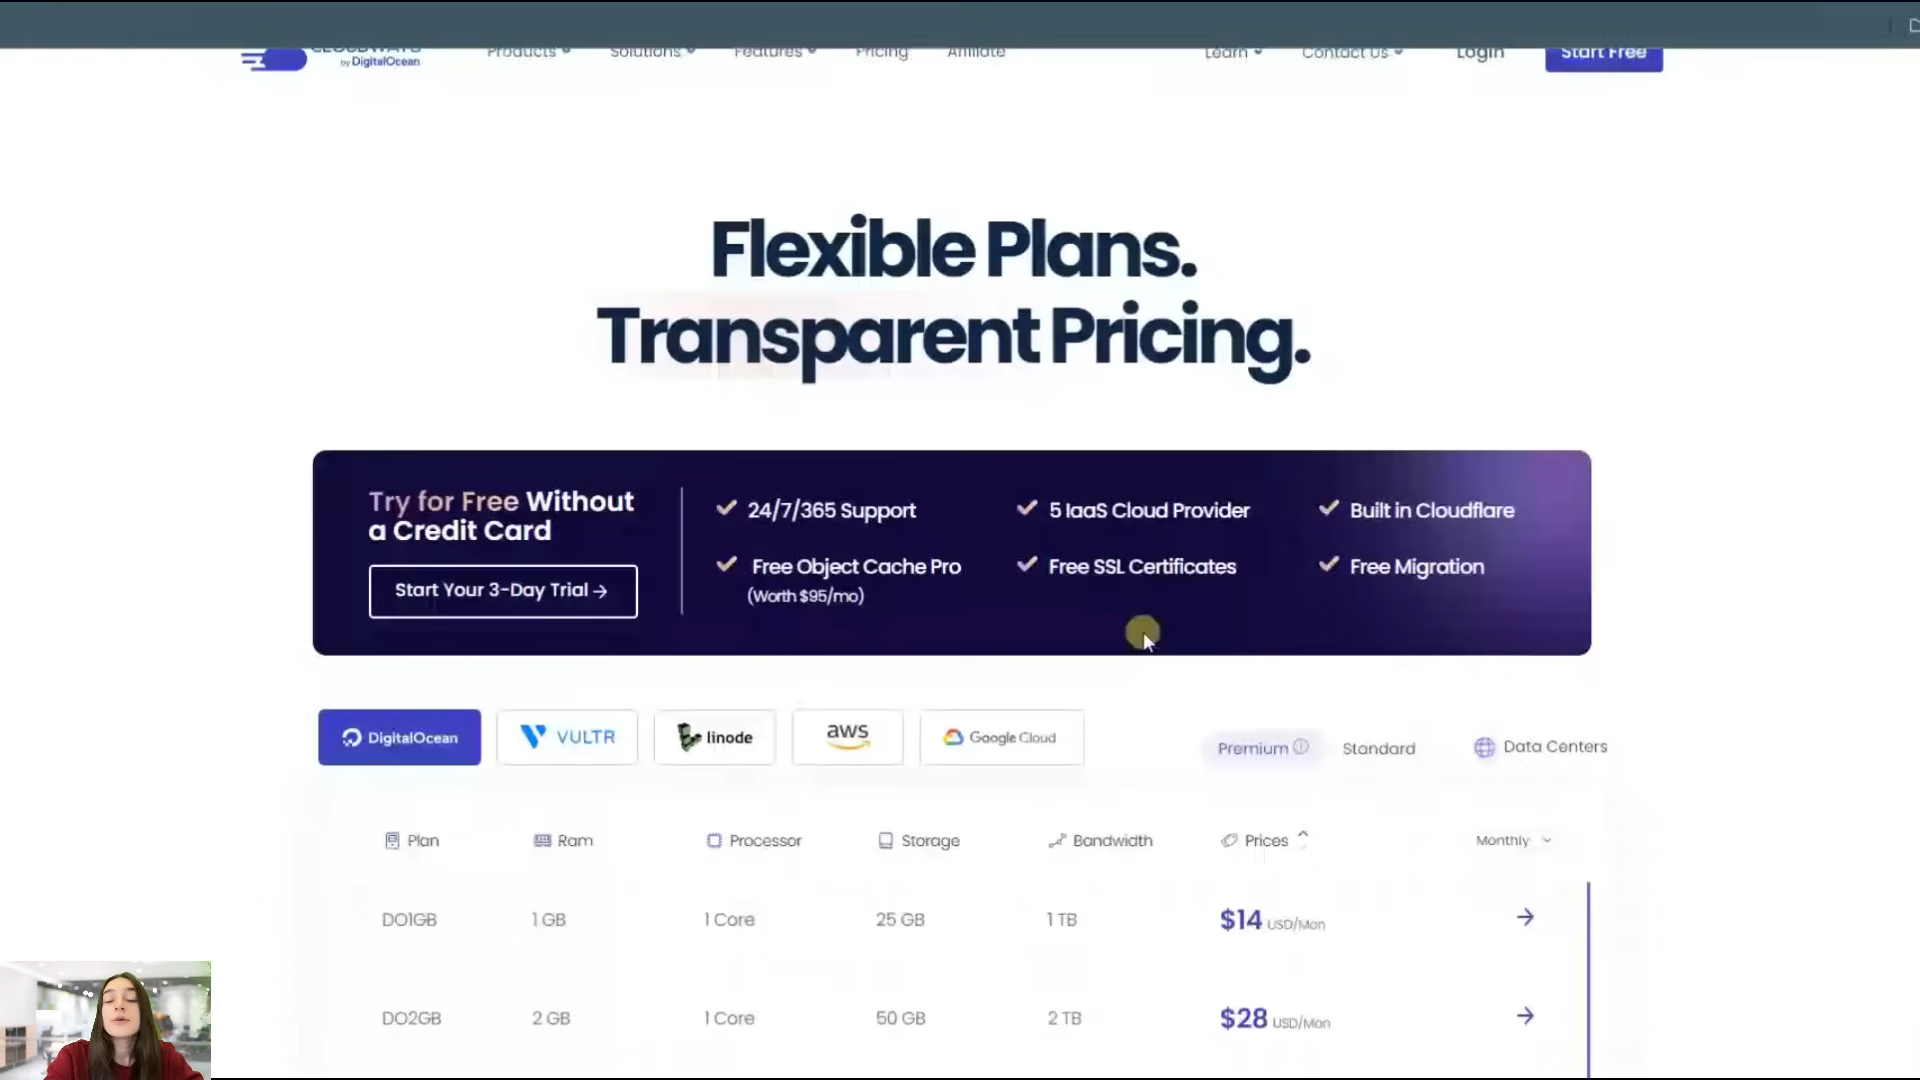 CLOUDWAYS
by DigitalOcean
Products
Solutions
Features
Pricing
Affiliate
Learn
Contact Us
Login
Start Free
Flexible Plans.
Transparent Pricing.
Try for Free Without
a Credit Card
Start Your 3-Day Trial →
24/7/365 Support
5 IaaS Cloud Provider
Built in Cloudflare
Free Object Cache Pro
(Worth $95/mo)
Free SSL Certificates
Free Migration
DigitalOcean
VULTR
linode
aws
Google Cloud
Premium
Standard
Data Centers
Plan
Ram
Processor
Storage
Bandwidth
Prices
Monthly
DO1GB
1 GB
1 Core
25 GB
1 TB
$14 USD/Mon
DO2GB
2 GB
1 Core
50 GB
2 TB
$28 USD/Mon